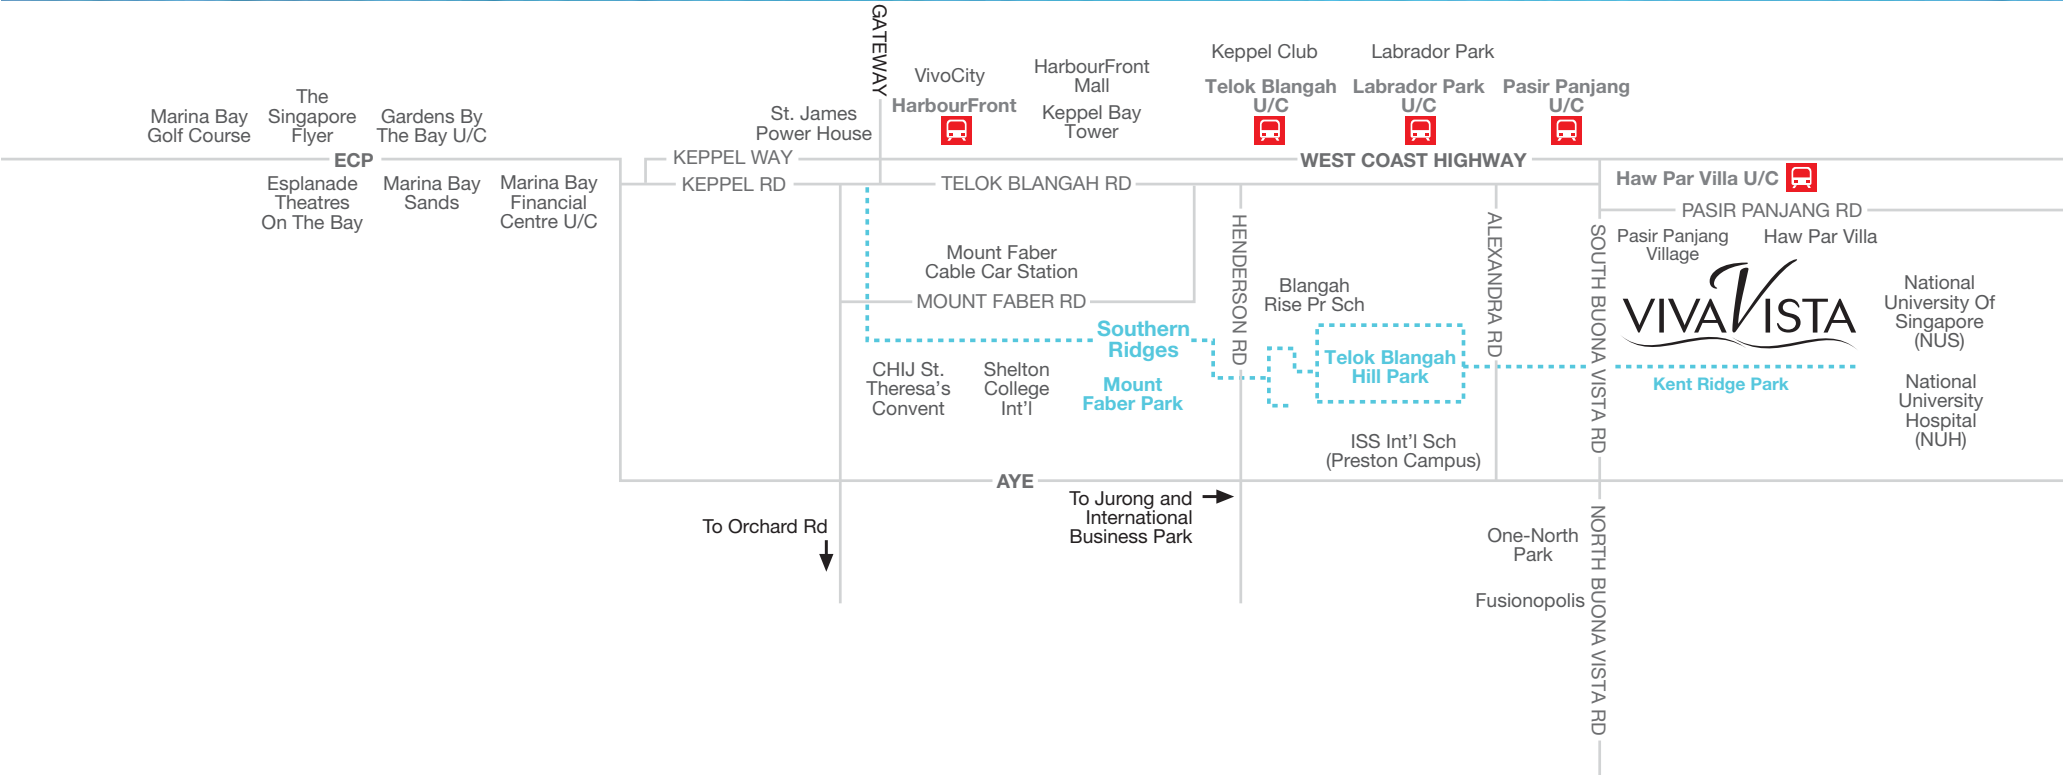 GATEWAY
Keppel Club
Labrador Park
VivoCity
HarbourFront
Mall
Telok Blangah
U/C
Labrador Park
U/C
Pasir Panjang
U/C
HarbourFront
Keppel Bay
Tower
St. James
Power House
Marina Bay
Golf Course
The
Singapore
Flyer
Gardens By
The Bay U/C
ECP
KEPPEL WAY
WEST COAST HIGHWAY
KEPPEL RD
TELOK BLANGAH RD
Haw Par Villa U/C
Esplanade
Theatres
On The Bay
Marina Bay
Sands
Marina Bay
Financial
Centre U/C
PASIR PANJANG RD
Pasir Panjang
Village
Haw Par Villa
HENDERSON RD
ALEXANDRA RD
SOUTH BUONA VISTA RD
Mount Faber
Cable Car Station
MOUNT FABER RD
Blangah
Rise Pr Sch
VIVA VISTA
National
University Of
Singapore
(NUS)
Southern
Ridges
Telok Blangah
Hill Park
CHIJ St.
Theresa's
Convent
Shelton
College
Int'l
Mount
Faber Park
Kent Ridge Park
National
University
Hospital
(NUH)
ISS Int'l Sch
(Preston Campus)
AYE
To Jurong and
International
Business Park
To Orchard Rd
One-North
Park
Fusionopolis
NORTH BUONA VISTA RD